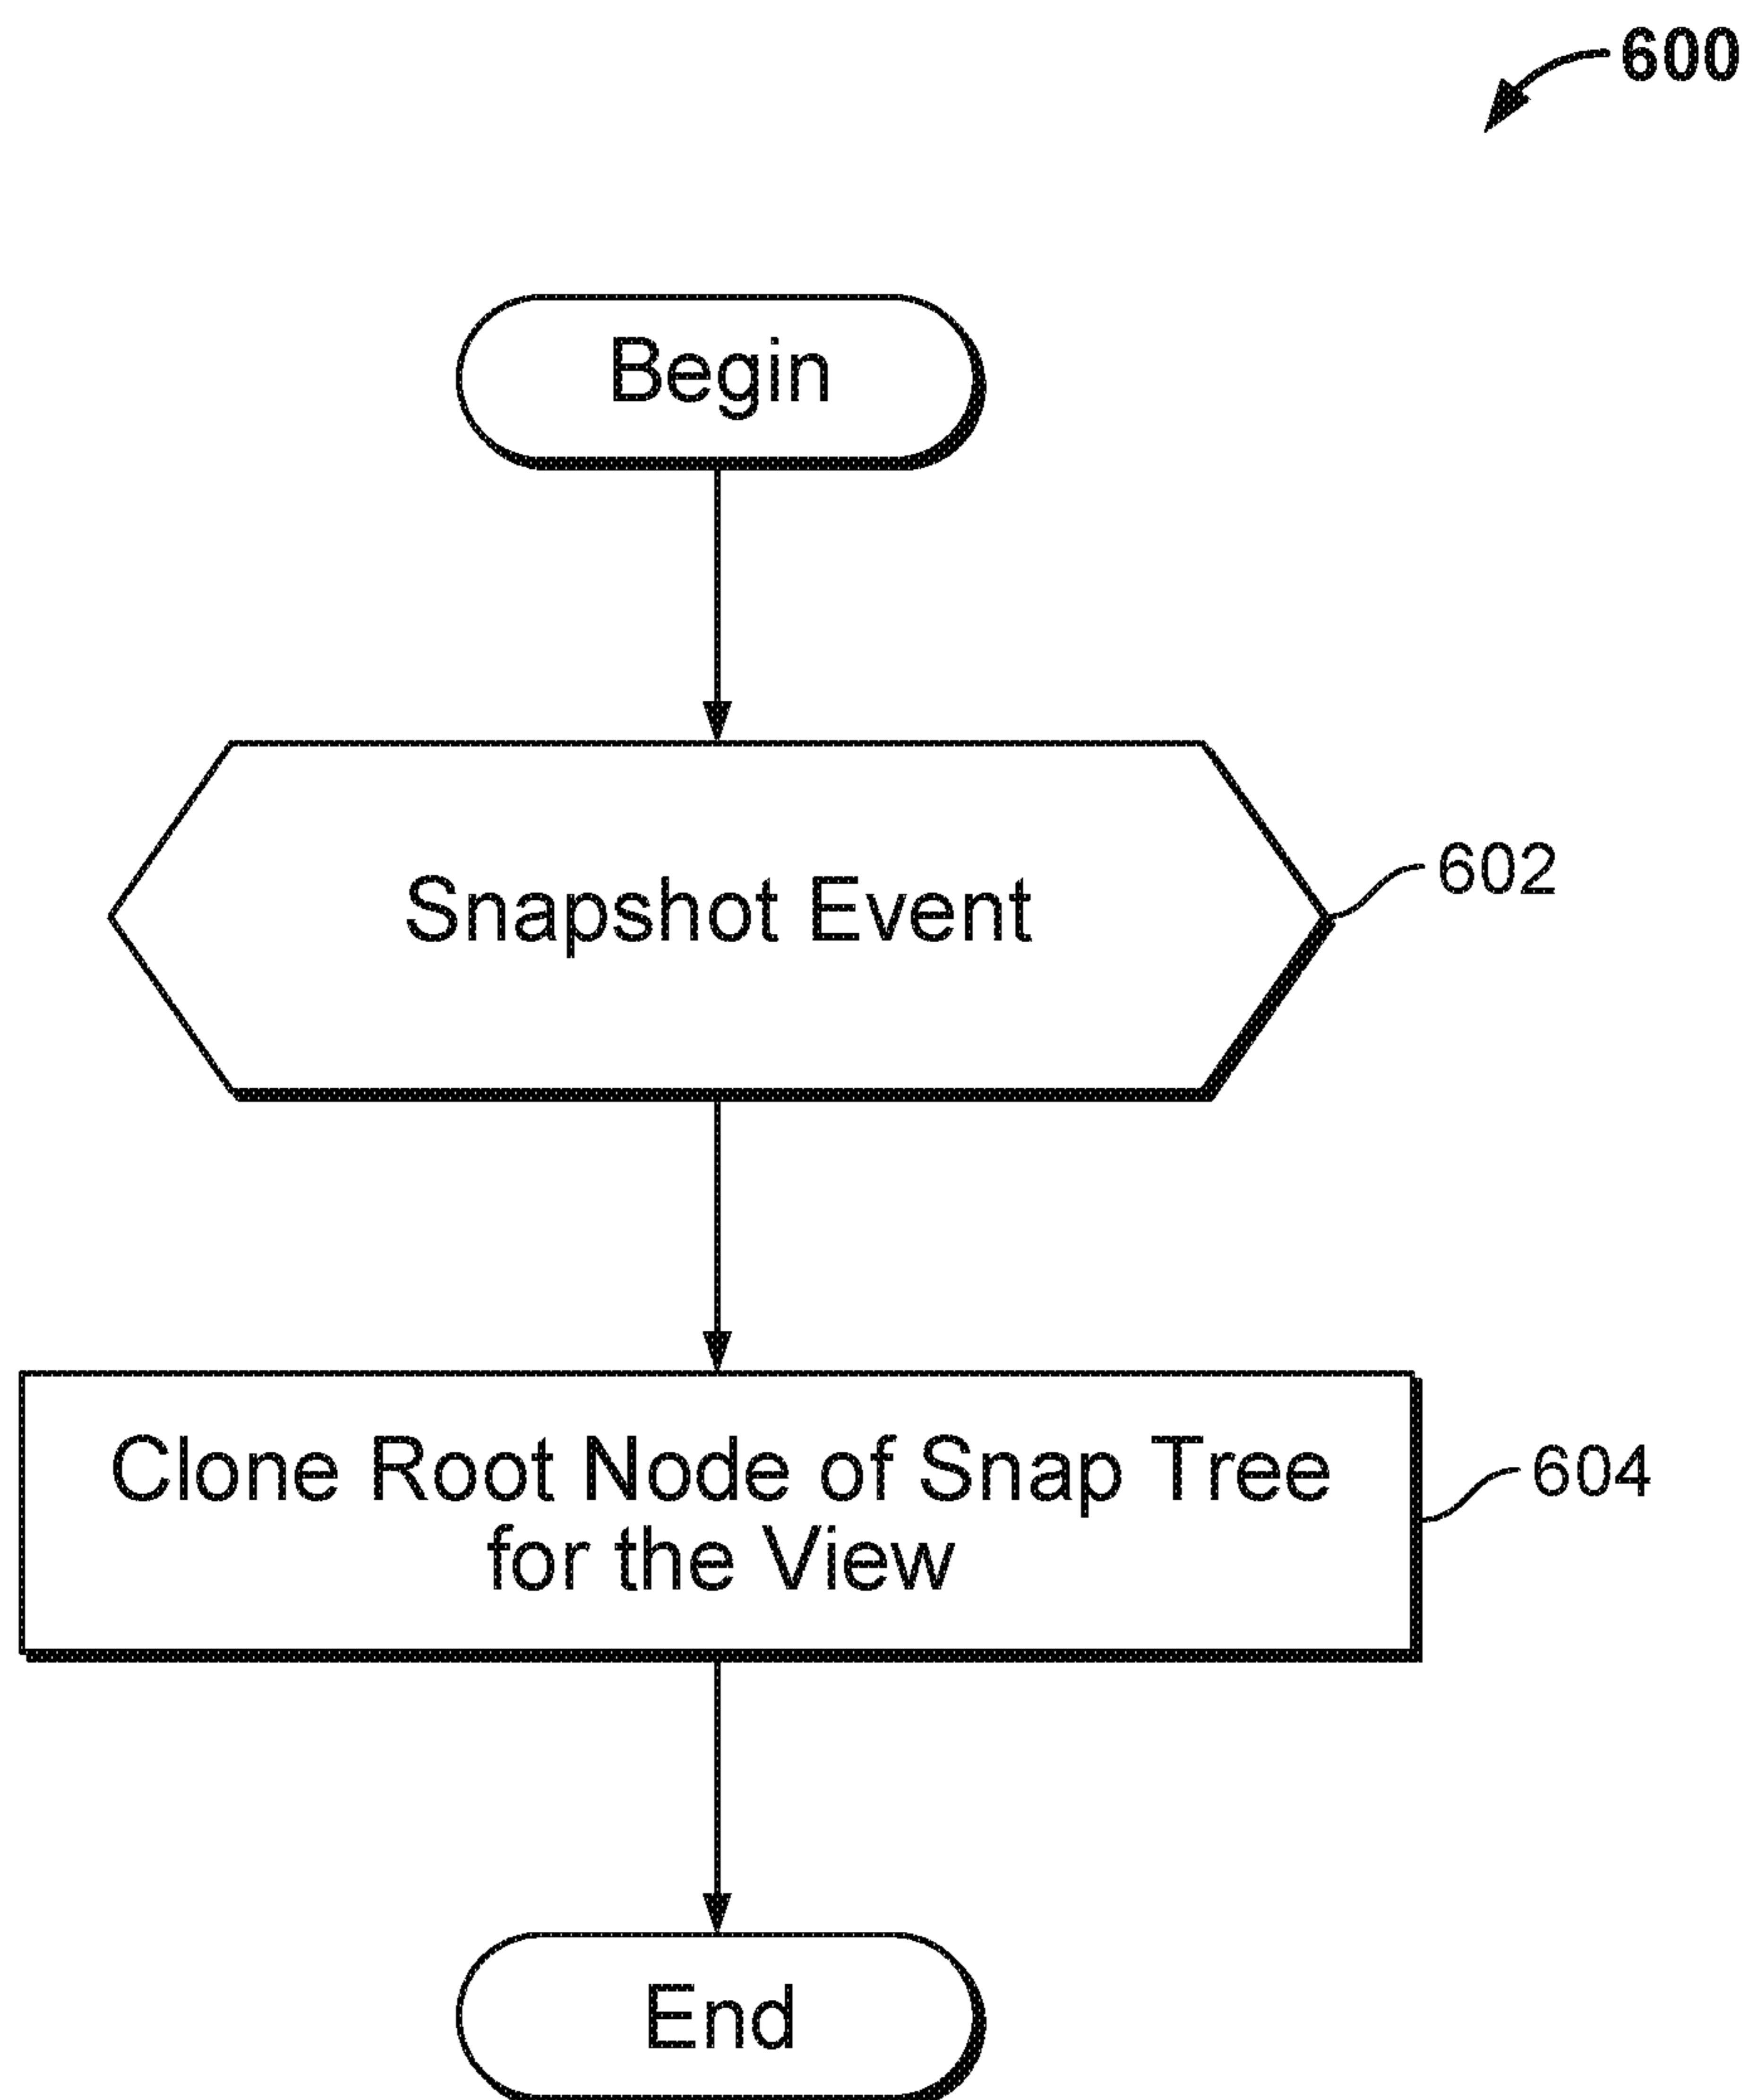 600
Begin
Snapshot Event
602
Clone Root Node of Snap Tree
for the View
604
End